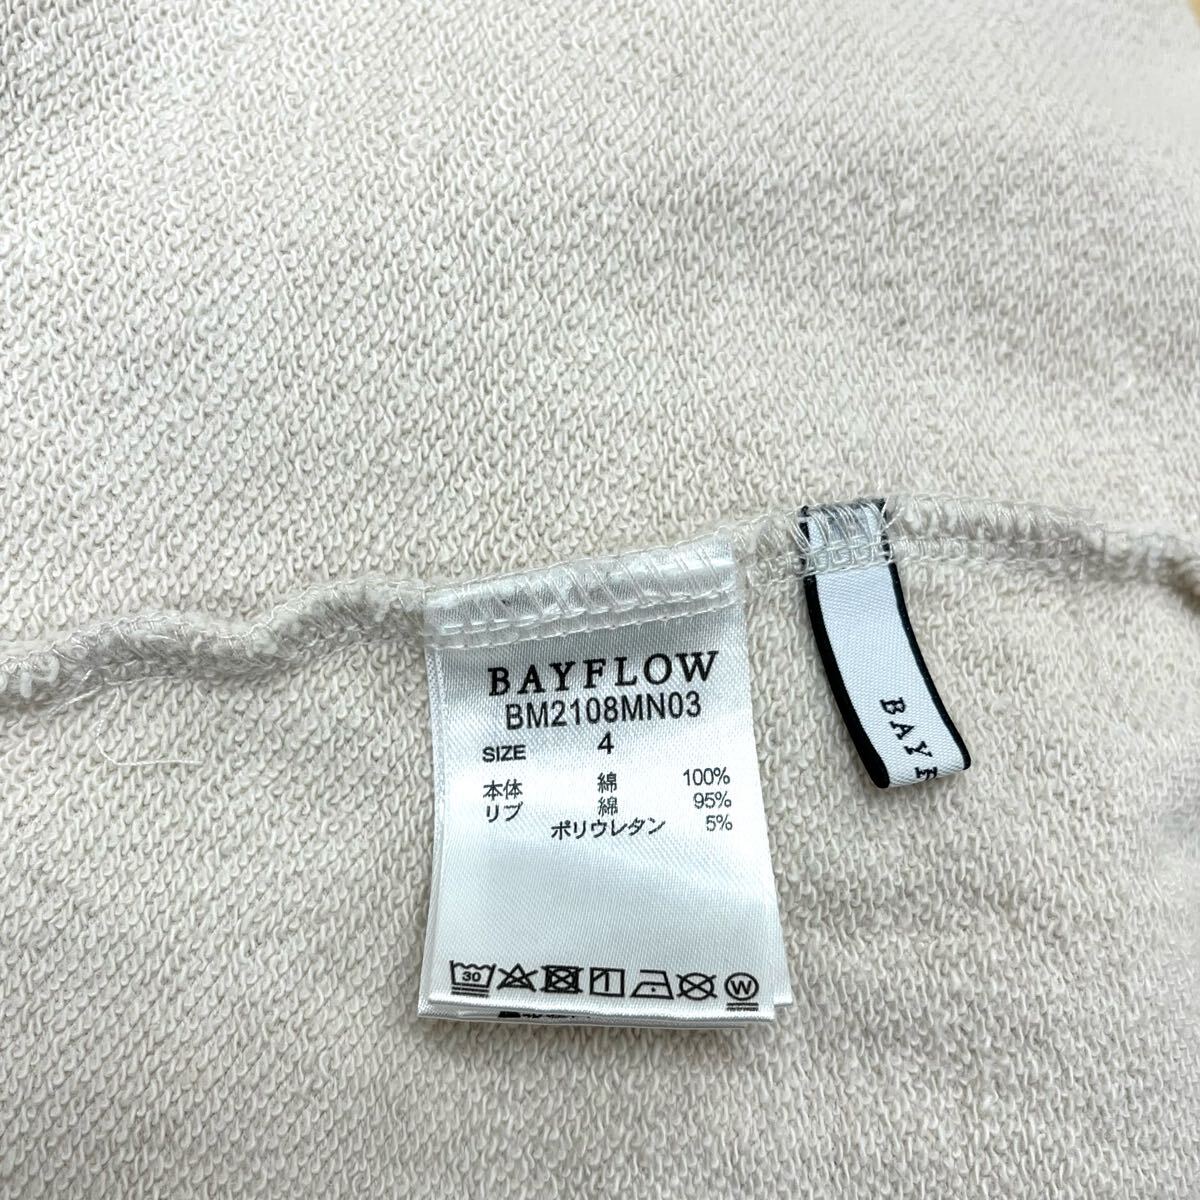 BAYFLOW
BM2108MN03
SIZE 4
本体 綿 100%
リブ 綿 95%
ポリウレタン 5%
30
W
BAYF